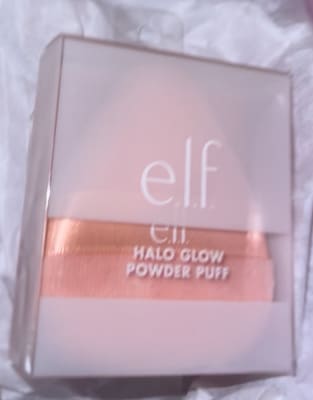 e.l.f.
e.l.f.
HALO GLOW
POWDER PUFF